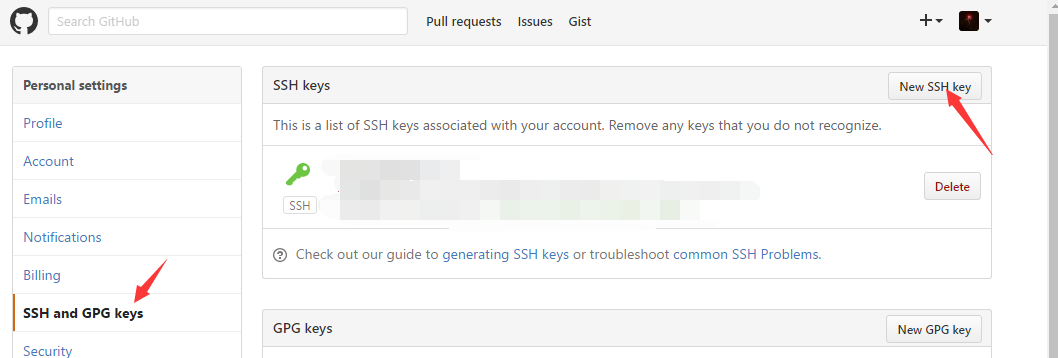 Search GitHub
Pull requests Issues Gist
Personal settings
Profile
Account
Emails
Notifications
Billing
SSH and GPG keys
Security
SSH keys
New SSH key
This is a list of SSH keys associated with your account. Remove any keys that you do not recognize.
SSH
Delete
Check out our guide to generating SSH keys or troubleshoot common SSH Problems.
GPG keys
New GPG key